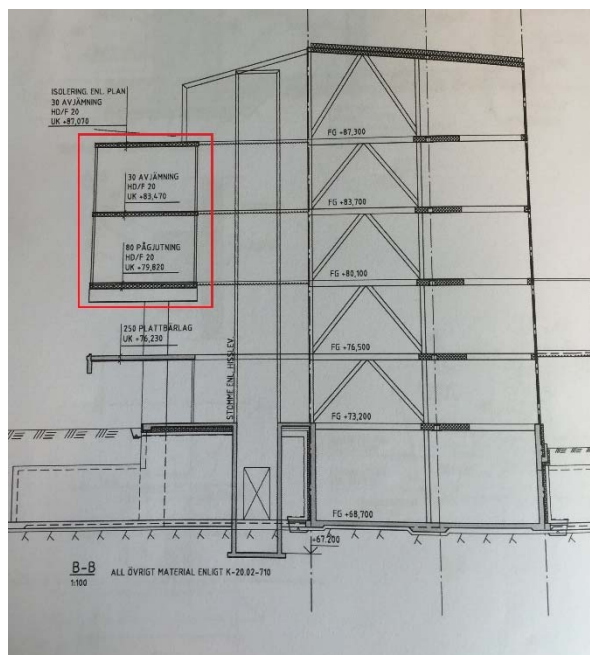 ISOLERING. ENL. PLAN
30 AVJÄMNING
HD/F 20
UK +87,070
30 AVJÄMNING
HD/F 20
UK +83,470
80 PÅGJUTNING
HD/F 20
UK +79,820
250 PLATTBÄRLAG
UK +76,230
STOMME ENL. HISSLEV.
FG +87,300
FG +83,700
FG +80,100
FG +76,500
FG +73,200
FG +68,700
+67.200
B-B ALL ÖVRIGT MATERIAL ENLIGT K-20.02-710
1:100